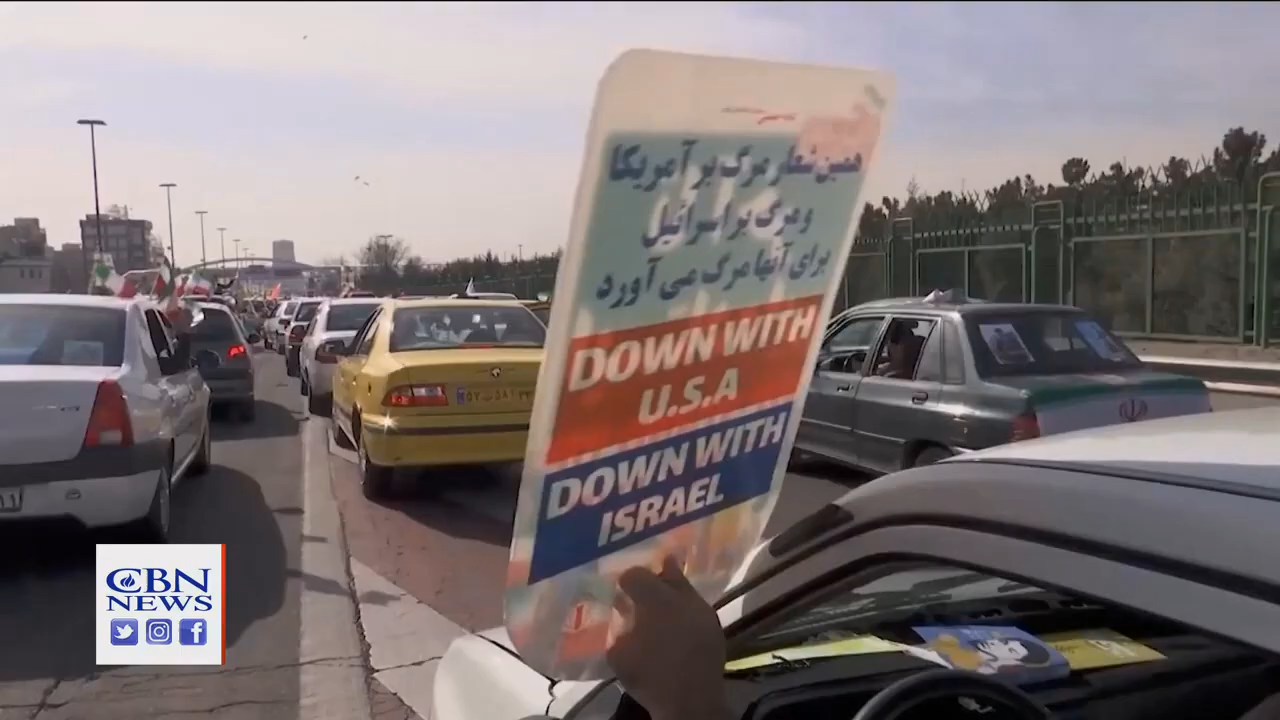 همین شعار مرگ بر آمریکا
و مرگ بر اسرائیل
برای آنها مرگ می آورد
DOWN WITH
U.S.A
DOWN WITH
ISRAEL
CBN
NEWS